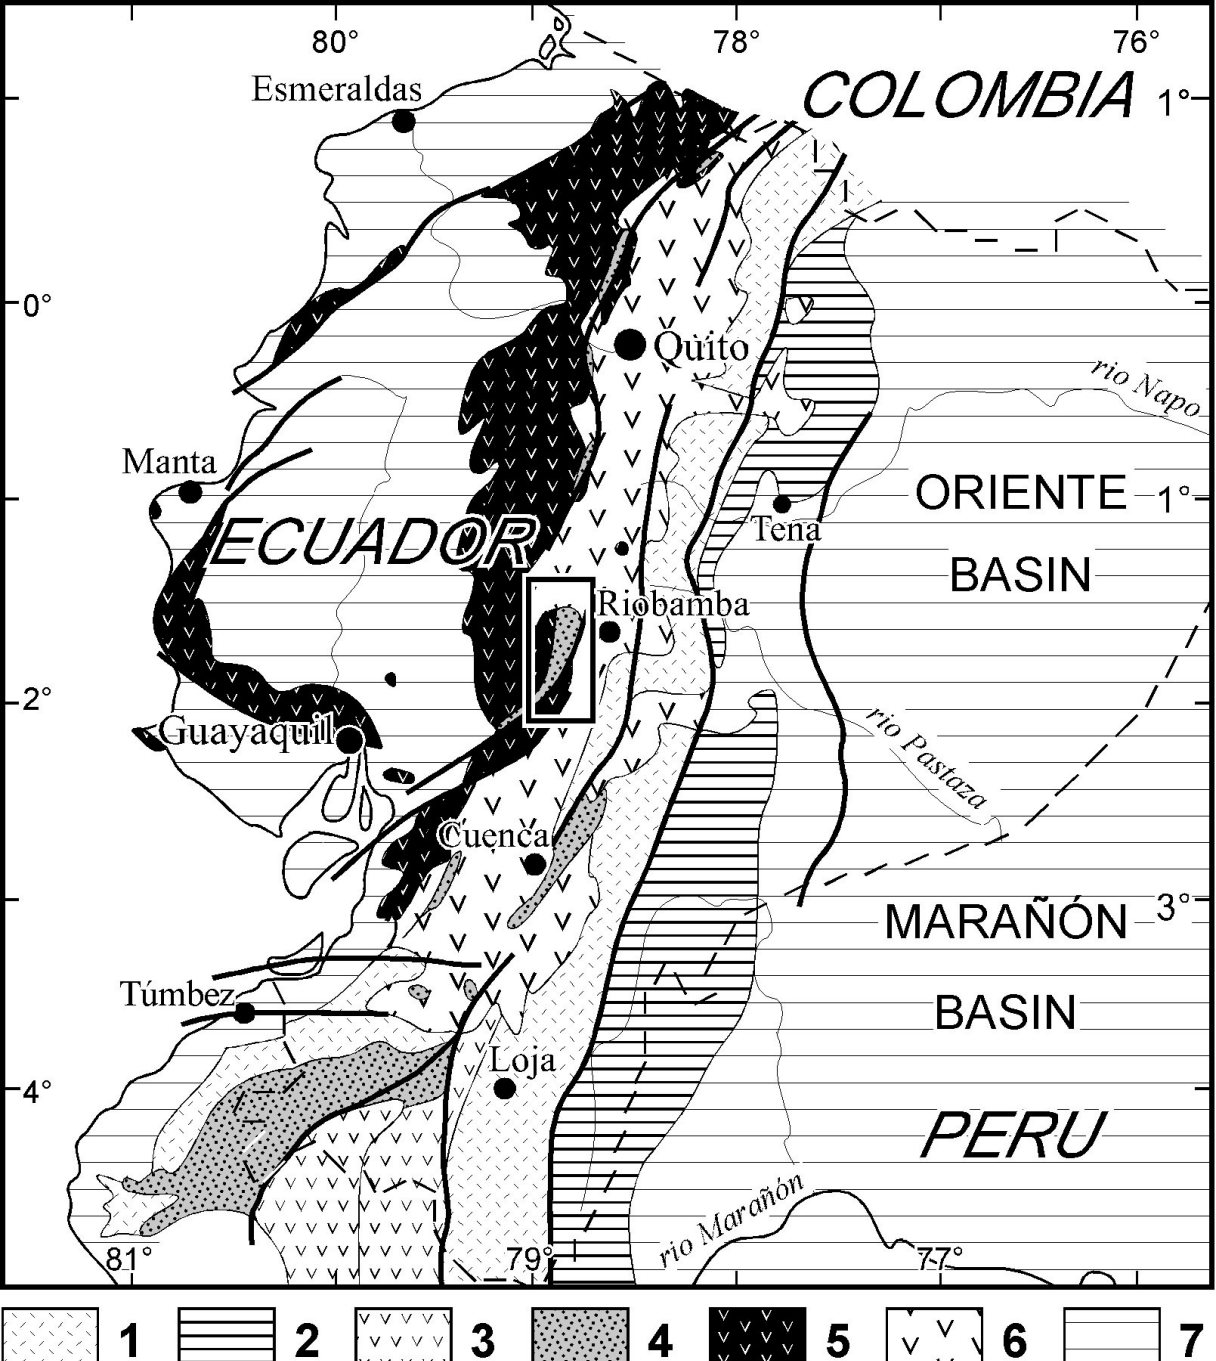 80° 78° 76°
COLOMBIA 1°
Esmeraldas
0°
Quito
rio Napo
Manta
ORIENTE 1°
ECUADOR
Tena
BASIN
Riobamba
2°
rio Pastaza
Guayaquil
Cuenca
MARAÑÓN 3°
Túmbez
BASIN
Loja
4°
PERU
rio Marañón
81° 79° 77°
1 2 3 4 5 6 7